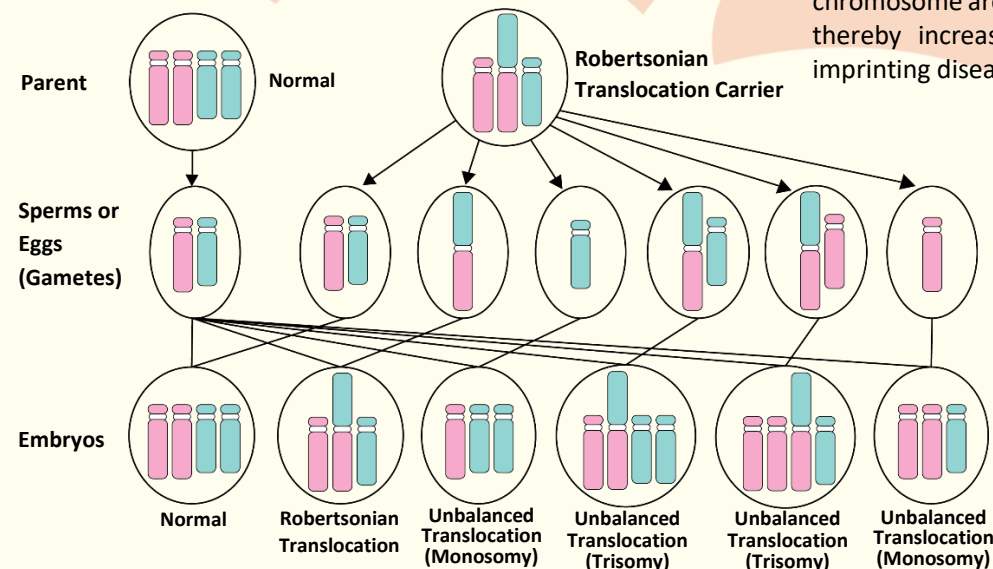 chromosome are
thereby increas
imprinting disea
Parent
Normal
Robertsonian
Translocation Carrier
Sperms or
Eggs
(Gametes)
Embryos
Normal
Robertsonian
Translocation
Unbalanced
Translocation
(Monosomy)
Unbalanced
Translocation
(Trisomy)
Unbalanced
Translocation
(Trisomy)
Unbalanced
Translocation
(Monosomy)